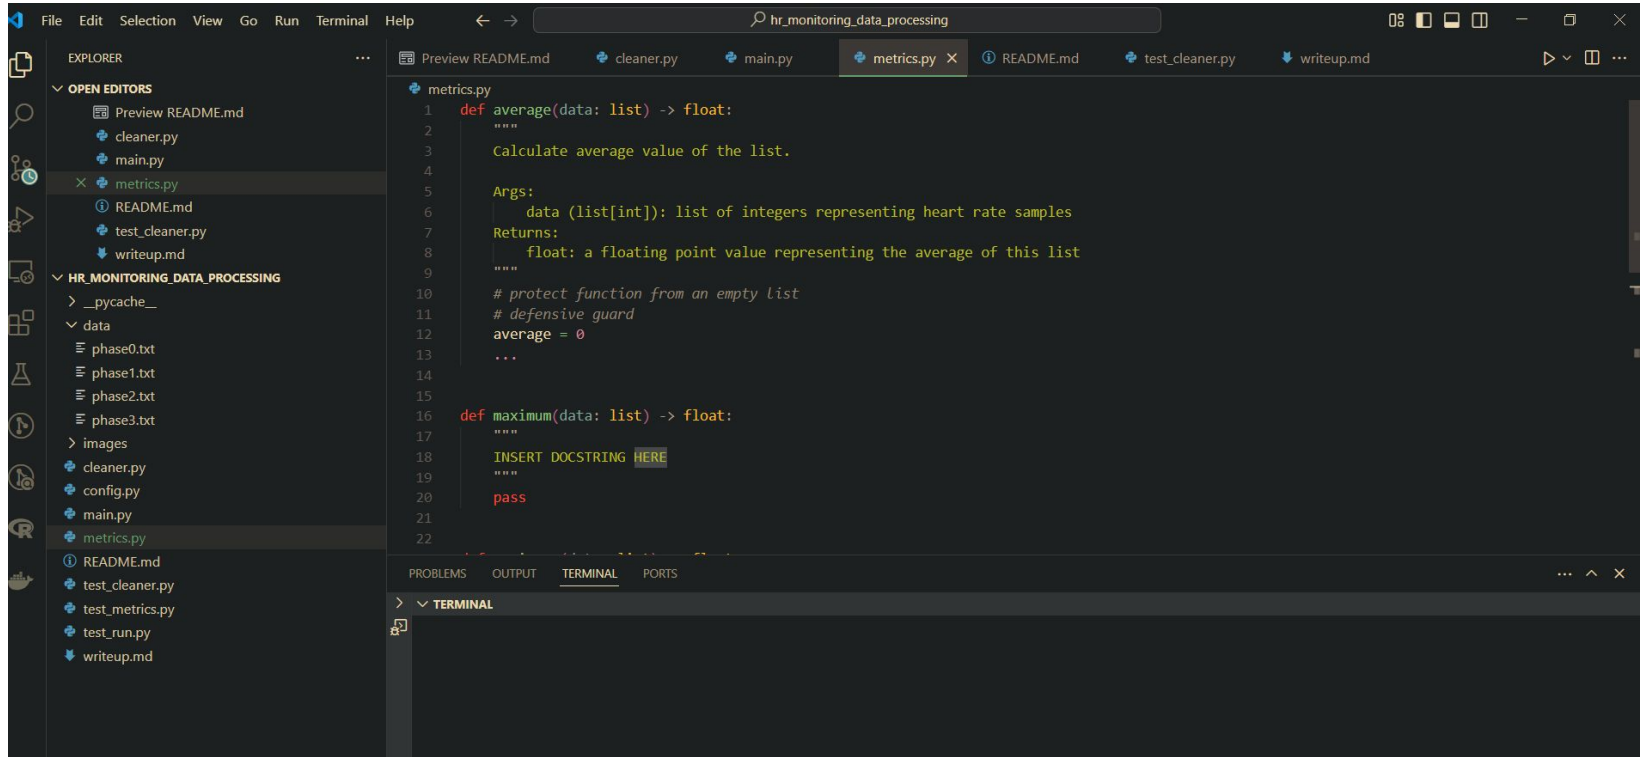 File Edit Selection View Go Run Terminal Help
hr_monitoring_data_processing
EXPLORER
OPEN EDITORS
Preview README.md
cleaner.py
main.py
metrics.py
README.md
test_cleaner.py
writeup.md
HR_MONITORING_DATA_PROCESSING
__pycache__
data
phase0.txt
phase1.txt
phase2.txt
phase3.txt
images
cleaner.py
config.py
main.py
metrics.py
README.md
test_cleaner.py
test_metrics.py
test_run.py
writeup.md
Preview README.md cleaner.py main.py metrics.py README.md test_cleaner.py writeup.md
metrics.py
1 def average(data: list) -> float:
2 """
3 Calculate average value of the list.
4
5 Args:
6 data (list[int]): list of integers representing heart rate samples
7 Returns:
8 float: a floating point value representing the average of this list
9 """
10 # protect function from an empty list
11 # defensive guard
12 average = 0
13 ...
14
15
16 def maximum(data: list) -> float:
17 """
18 INSERT DOCSTRING HERE
19 """
20 pass
21
22
PROBLEMS OUTPUT TERMINAL PORTS
TERMINAL